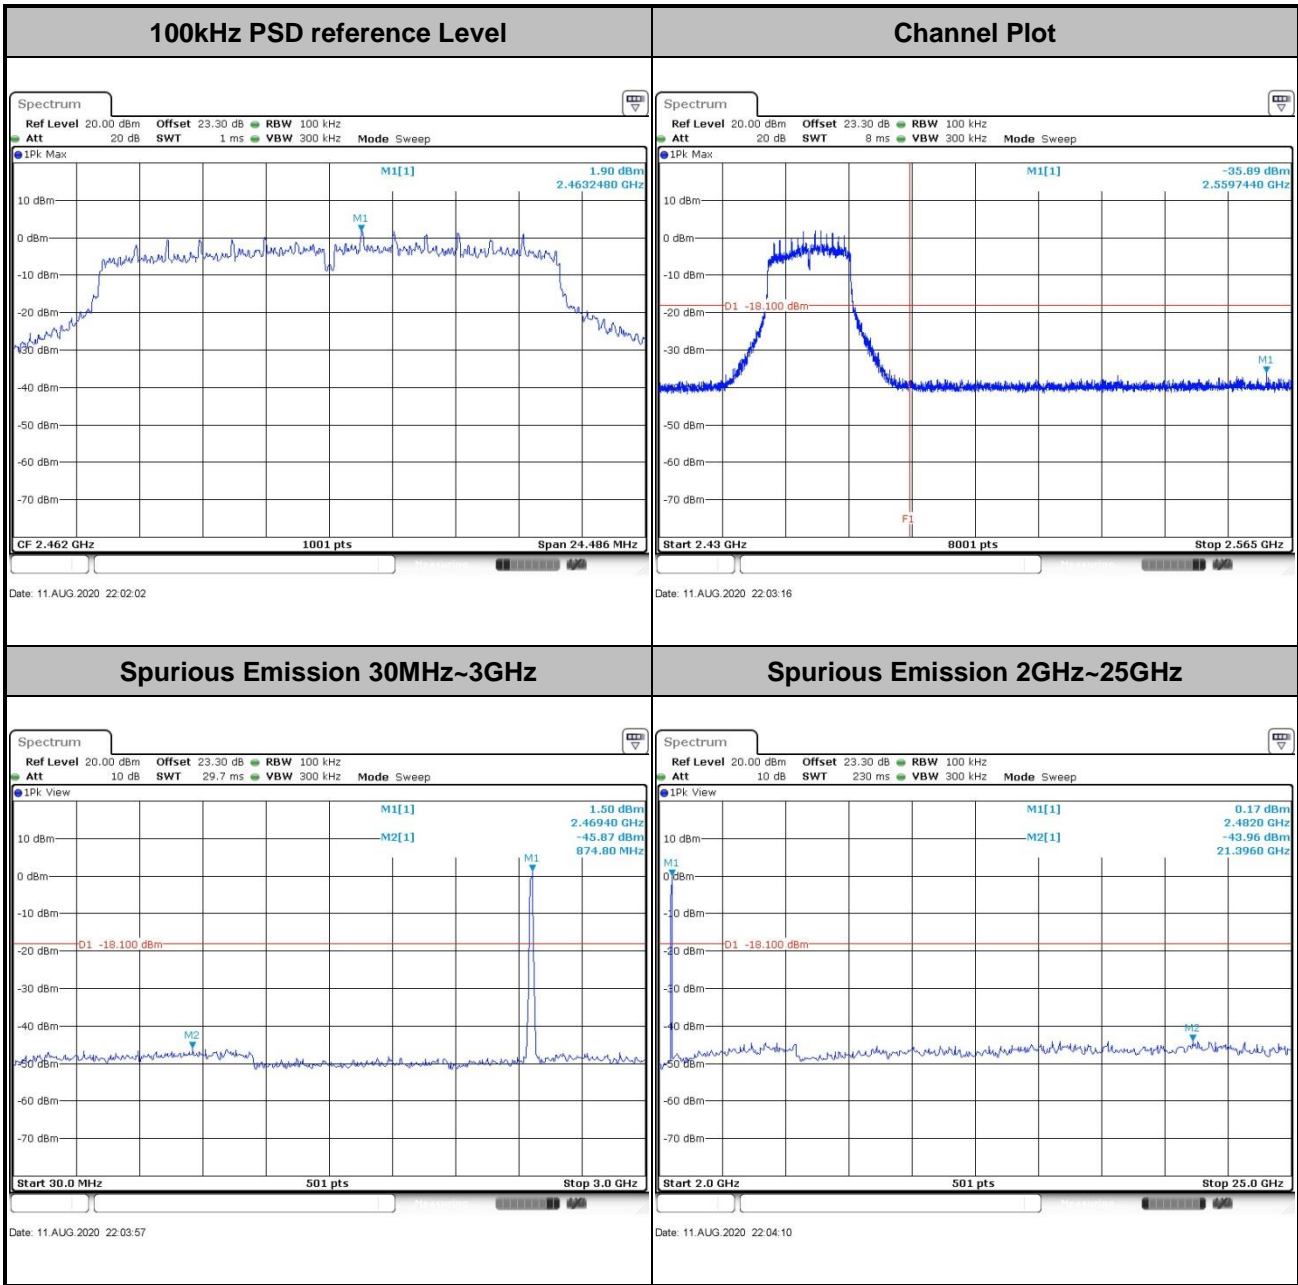 100kHz PSD reference Level
Channel Plot
Spectrum
Ref Level 20.00 dBm Offset 23.30 dB RBW 100 kHz
Att 20 dB SWT 1 ms VBW 300 kHz Mode Sweep
1Pk Max
M1[1] 1.90 dBm
2.4632480 GHz
10 dBm
M1
0 dBm
-10 dBm
-20 dBm
-30 dBm
-40 dBm
-50 dBm
-60 dBm
-70 dBm
CF 2.462 GHz 1001 pts Span 24.486 MHz
Date: 11.AUG.2020 22:02:02
Spectrum
Ref Level 20.00 dBm Offset 23.30 dB RBW 100 kHz
Att 20 dB SWT 8 ms VBW 300 kHz Mode Sweep
1Pk Max
M1[1] -35.89 dBm
2.5597440 GHz
10 dBm
0 dBm
-10 dBm
D1 -18.100 dBm
-20 dBm
-30 dBm
M1
-40 dBm
-50 dBm
-60 dBm
-70 dBm
F1
Start 2.43 GHz 8001 pts Stop 2.565 GHz
Date: 11.AUG.2020 22:03:16
Spurious Emission 30MHz~3GHz
Spurious Emission 2GHz~25GHz
Spectrum
Ref Level 20.00 dBm Offset 23.30 dB RBW 100 kHz
Att 10 dB SWT 29.7 ms VBW 300 kHz Mode Sweep
1Pk View
M1[1] 1.50 dBm
2.46940 GHz
10 dBm M2[1] -45.87 dBm
874.80 MHz
M1
0 dBm
-10 dBm
D1 -18.100 dBm
-20 dBm
-30 dBm
-40 dBm
M2
-50 dBm
-60 dBm
-70 dBm
Start 30.0 MHz 501 pts Stop 3.0 GHz
Date: 11.AUG.2020 22:03:57
Spectrum
Ref Level 20.00 dBm Offset 23.30 dB RBW 100 kHz
Att 10 dB SWT 230 ms VBW 300 kHz Mode Sweep
1Pk View
M1[1] 0.17 dBm
2.4820 GHz
10 dBm M2[1] -43.96 dBm
21.3960 GHz
M1
0 dBm
-10 dBm
D1 -18.100 dBm
-20 dBm
-30 dBm
-40 dBm
M2
-50 dBm
-60 dBm
-70 dBm
Start 2.0 GHz 501 pts Stop 25.0 GHz
Date: 11.AUG.2020 22:04:10